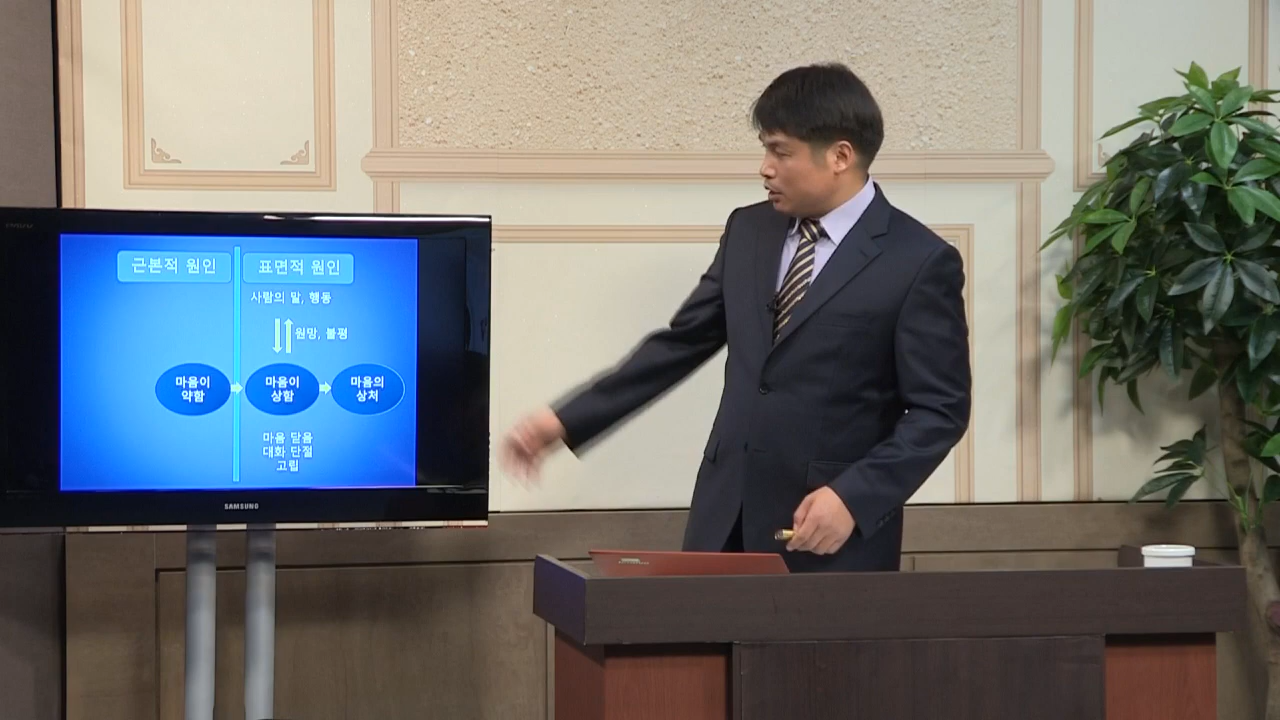 근본적 원인
표면적 원인
사람의 말, 행동
원망, 불평
마음이
약함
마음이
상함
마음의
상처
마음 닫음
대화 단절
고립
SAMSUNG